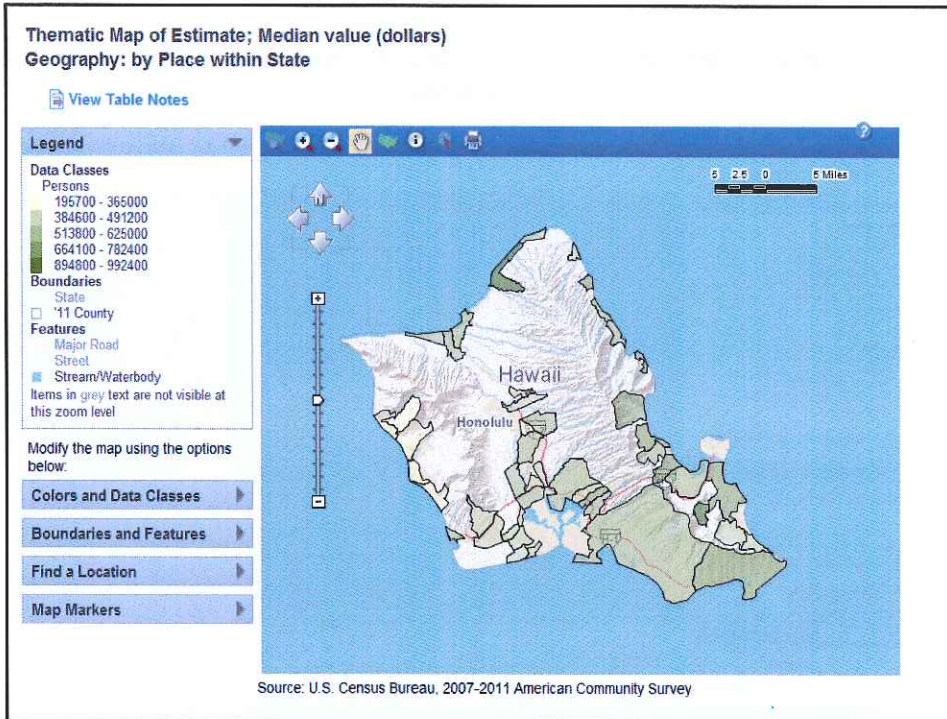 Thematic Map of Estimate; Median value (dollars)
Geography: by Place within State
View Table Notes
Legend
Data Classes
Persons
195700 - 365000
384600 - 491200
513800 - 625000
664100 - 782400
894800 - 992400
Boundaries
State
'11 County
Features
Major Road
Street
Stream/Waterbody
Items in grey text are not visible at
this zoom level
Modify the map using the options
below:
Colors and Data Classes
Boundaries and Features
Find a Location
Map Markers
?
5 2.5 0 5 Miles
Hawaii
Honolulu
Source: U.S. Census Bureau, 2007-2011 American Community Survey